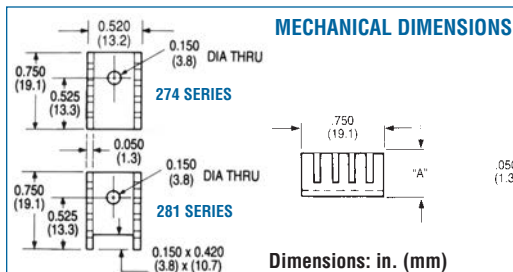 MECHANICAL DIMENSIONS
0.520
(13.2)
0.150
(3.8)
DIA THRU
0.750
(19.1)
0.525
(13.3)
274 SERIES
0.050
(1.3)
0.150
(3.8)
DIA THRU
0.750
(19.1)
0.525
(13.3)
281 SERIES
0.150 x 0.420
(3.8) x (10.7)
.750
(19.1)
"A"
Dimensions: in. (mm)